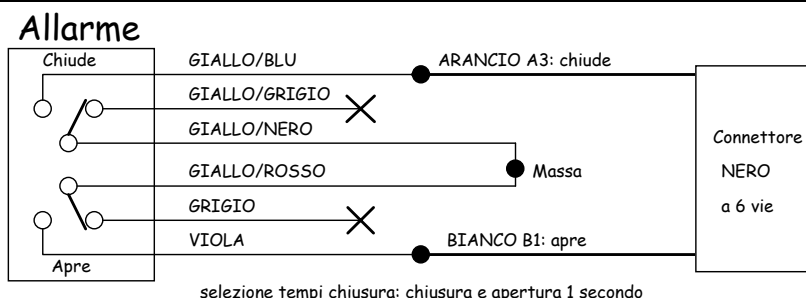 Allarme
Chiude
GIALLO/BLU
ARANCIO A3: chiude
GIALLO/GRIGIO
GIALLO/NERO
Connettore
GIALLO/ROSSO
Massa
NERO
GRIGIO
a 6 vie
VIOLA
BIANCO B1: apre
Apre
selezione tempi chiusura: chiusura e apertura 1 secondo